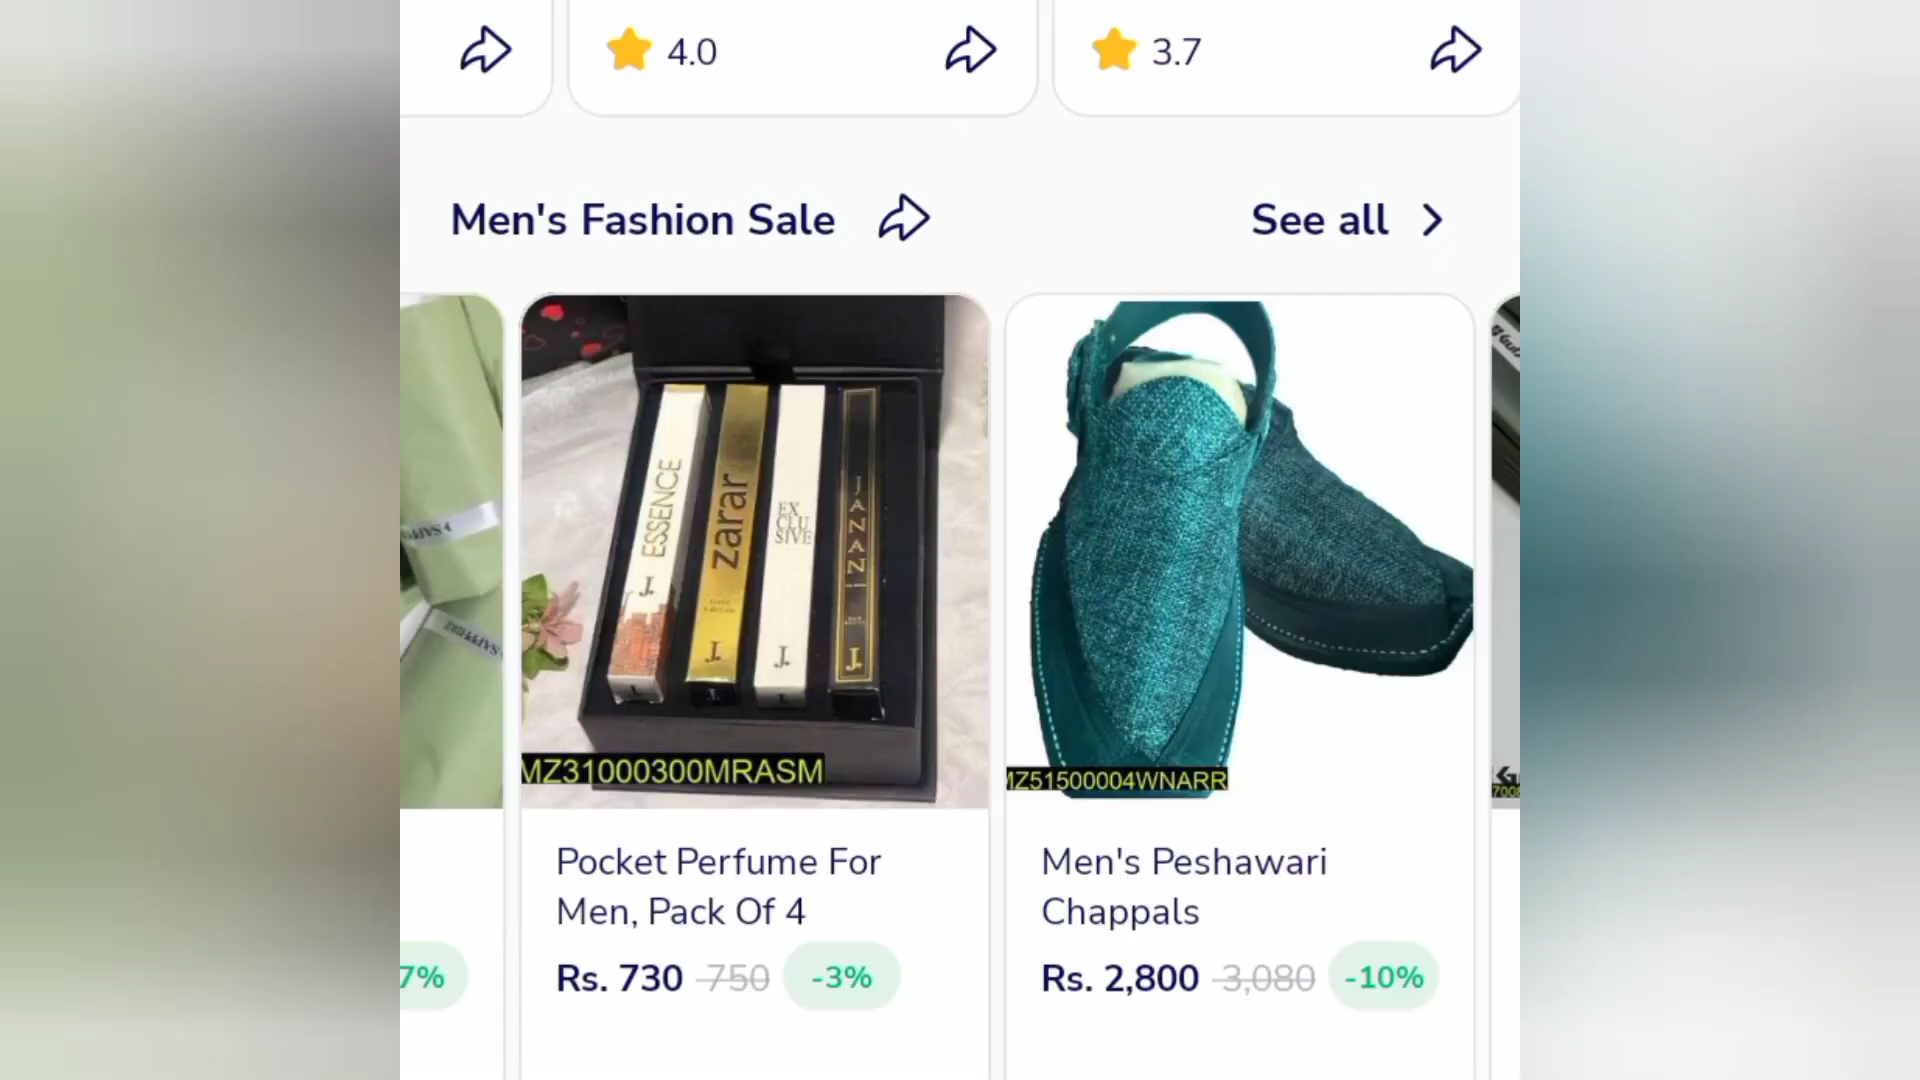 4.0
3.7
Men's Fashion Sale
See all
ESSENCE
J.
zarar
J.
EX
CLU
SIVE
J.
JANAN
J.
MZ31000300MRASM
MZ51500004WNARR
Pocket Perfume For
Men, Pack Of 4
Rs. 730 750 -3%
Men's Peshawari
Chappals
Rs. 2,800 3,080 -10%
7%